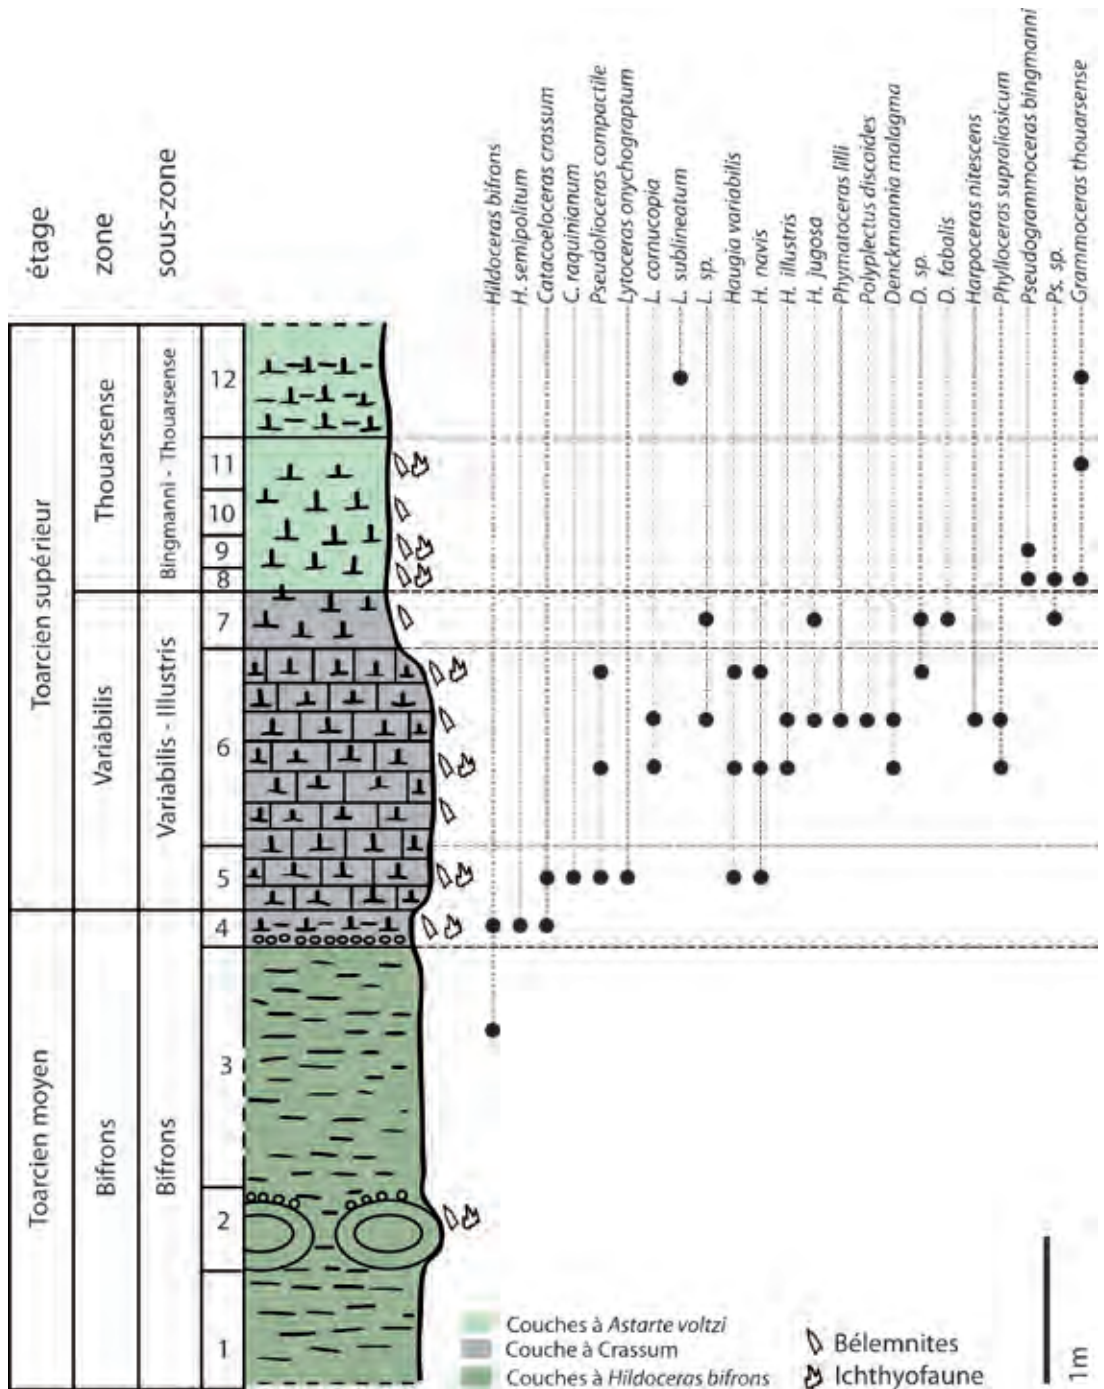 étage
zone
sous-zone
Hildoceras bifrons
H. semipolitum
Catacoeloceras crassum
C. raquinianum
Pseudolioceras compactile
Lytoceras onychograptum
L. cornucopia
L. sublineatum
L. sp.
Haugia variabilis
H. navis
H. illustris
H. jugosa
Phymatoceras lilli
Polyplectus discoides
Denckmannia malagma
D. sp.
D. fabalis
Harpoceras nitescens
Phylloceras supraliasicum
Pseudogrammoceras bingmanni
Ps. sp.
Grammoceras thouarsense
Toarcien supérieur
Thouarsense
Bingmanni - Thouarsense
12
11
10
9
8
Variabilis
Variabilis - Illustris
7
6
5
Toarcien moyen
Bifrons
Bifrons
4
3
2
1
Couches à Astarte voltzi
Couche à Crassum
Couches à Hildoceras bifrons
Bélemnites
Ichthyofaune
1m